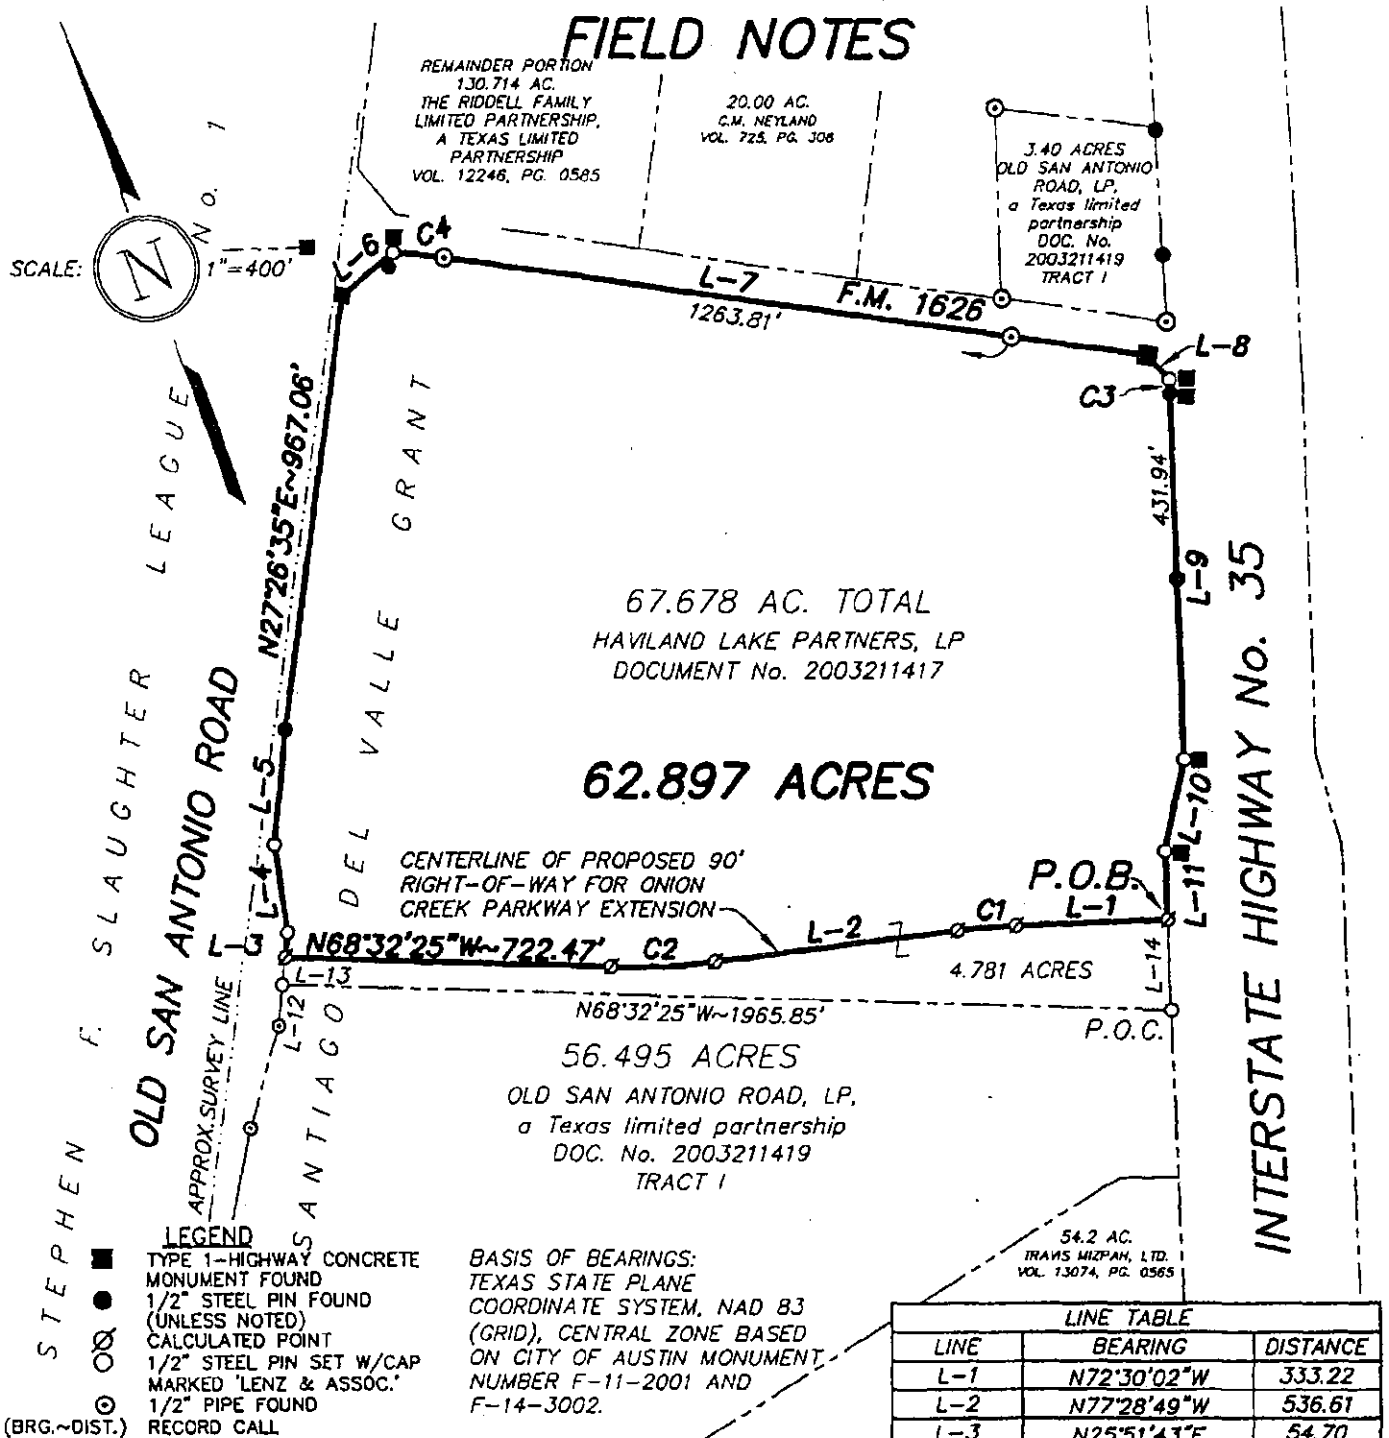 FIELD NOTES
REMAINDER PORTION
130.714 AC.
THE RIDDELL FAMILY
LIMITED PARTNERSHIP,
A TEXAS LIMITED
PARTNERSHIP
VOL. 12246, PG. 0585
20.00 AC.
C.M. NEYLAND
VOL. 725, PG. 308
3.40 ACRES
OLD SAN ANTONIO
ROAD, LP,
a Texas limited
partnership
DOC. No.
2003211419
TRACT I
SCALE:
N
1"=400'
L-6
C4
L-7
1263.81'
F.M. 1626
L-8
C3
431.94'
L-9
N27°26'35"E~967.06'
67.678 AC. TOTAL
HAVILAND LAKE PARTNERS, LP
DOCUMENT No. 2003211417
62.897 ACRES
L-10
L-11
L-5
L-4
L-3
CENTERLINE OF PROPOSED 90'
RIGHT-OF-WAY FOR ONION
CREEK PARKWAY EXTENSION
P.O.B.
L-1
C1
L-2
C2
N68°32'25"W~722.47'
L-13
L-12
L-14
4.781 ACRES
N68°32'25"W~1965.85'
P.O.C.
56.495 ACRES
OLD SAN ANTONIO ROAD, LP,
a Texas limited partnership
DOC. No. 2003211419
TRACT I
OLD SAN ANTONIO ROAD
APPROX. SURVEY LINE
STEPHEN F. SLAUGHTER LEAGUE No. 1
SANTIAGO DEL VALLE GRANT
INTERSTATE HIGHWAY No. 35
54.2 AC.
TRAVIS MIZPAH, LTD.
VOL. 13074, PG. 0565
LEGEND
TYPE 1-HIGHWAY CONCRETE
MONUMENT FOUND
1/2" STEEL PIN FOUND
(UNLESS NOTED)
CALCULATED POINT
1/2" STEEL PIN SET W/CAP
MARKED 'LENZ & ASSOC.'
1/2" PIPE FOUND
(BRG.~DIST.) RECORD CALL
BASIS OF BEARINGS:
TEXAS STATE PLANE
COORDINATE SYSTEM, NAD 83
(GRID), CENTRAL ZONE BASED
ON CITY OF AUSTIN MONUMENT
NUMBER F-11-2001 AND
F-14-3002.
LINE TABLE
LINE BEARING DISTANCE
L-1 N72°30'02"W 333.22
L-2 N77°28'49"W 536.61
L-3 N25°51'43"E 54.70